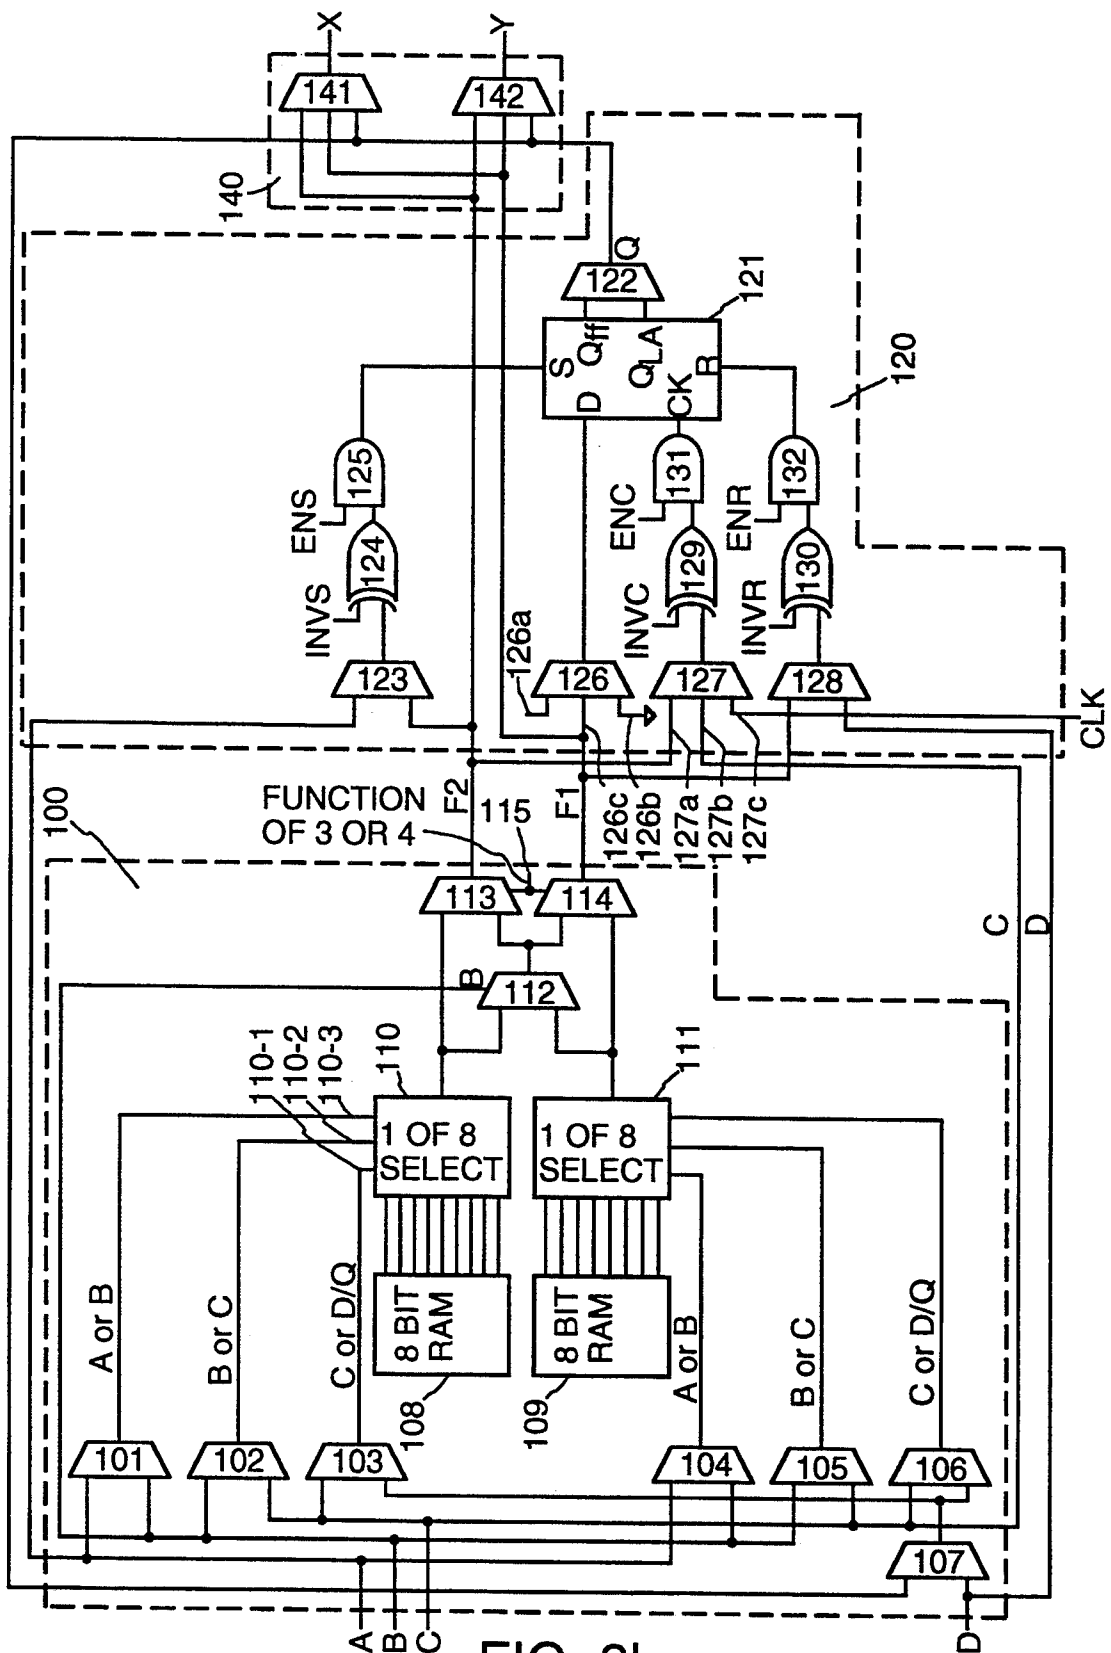 X
Y
141
142
140
Q
122
121
S
Qff
D
QLA
CK
R
120
ENS
125
INVS
124
ENC
131
ENR
132
INVC
129
INVR
130
126a
123
126
127
128
CLK
F2
F1
126c
126b
127a
127b
127c
100
FUNCTION
OF 3 OR 4
115
113
114
C
D
B
112
110-1
110-2
110-3
110
111
1 OF 8
SELECT
1 OF 8
SELECT
A or B
B or C
C or D/Q
8 BIT
RAM
8 BIT
RAM
A or B
B or C
C or D/Q
108
109
101
102
103
104
105
106
107
A
B
C
D